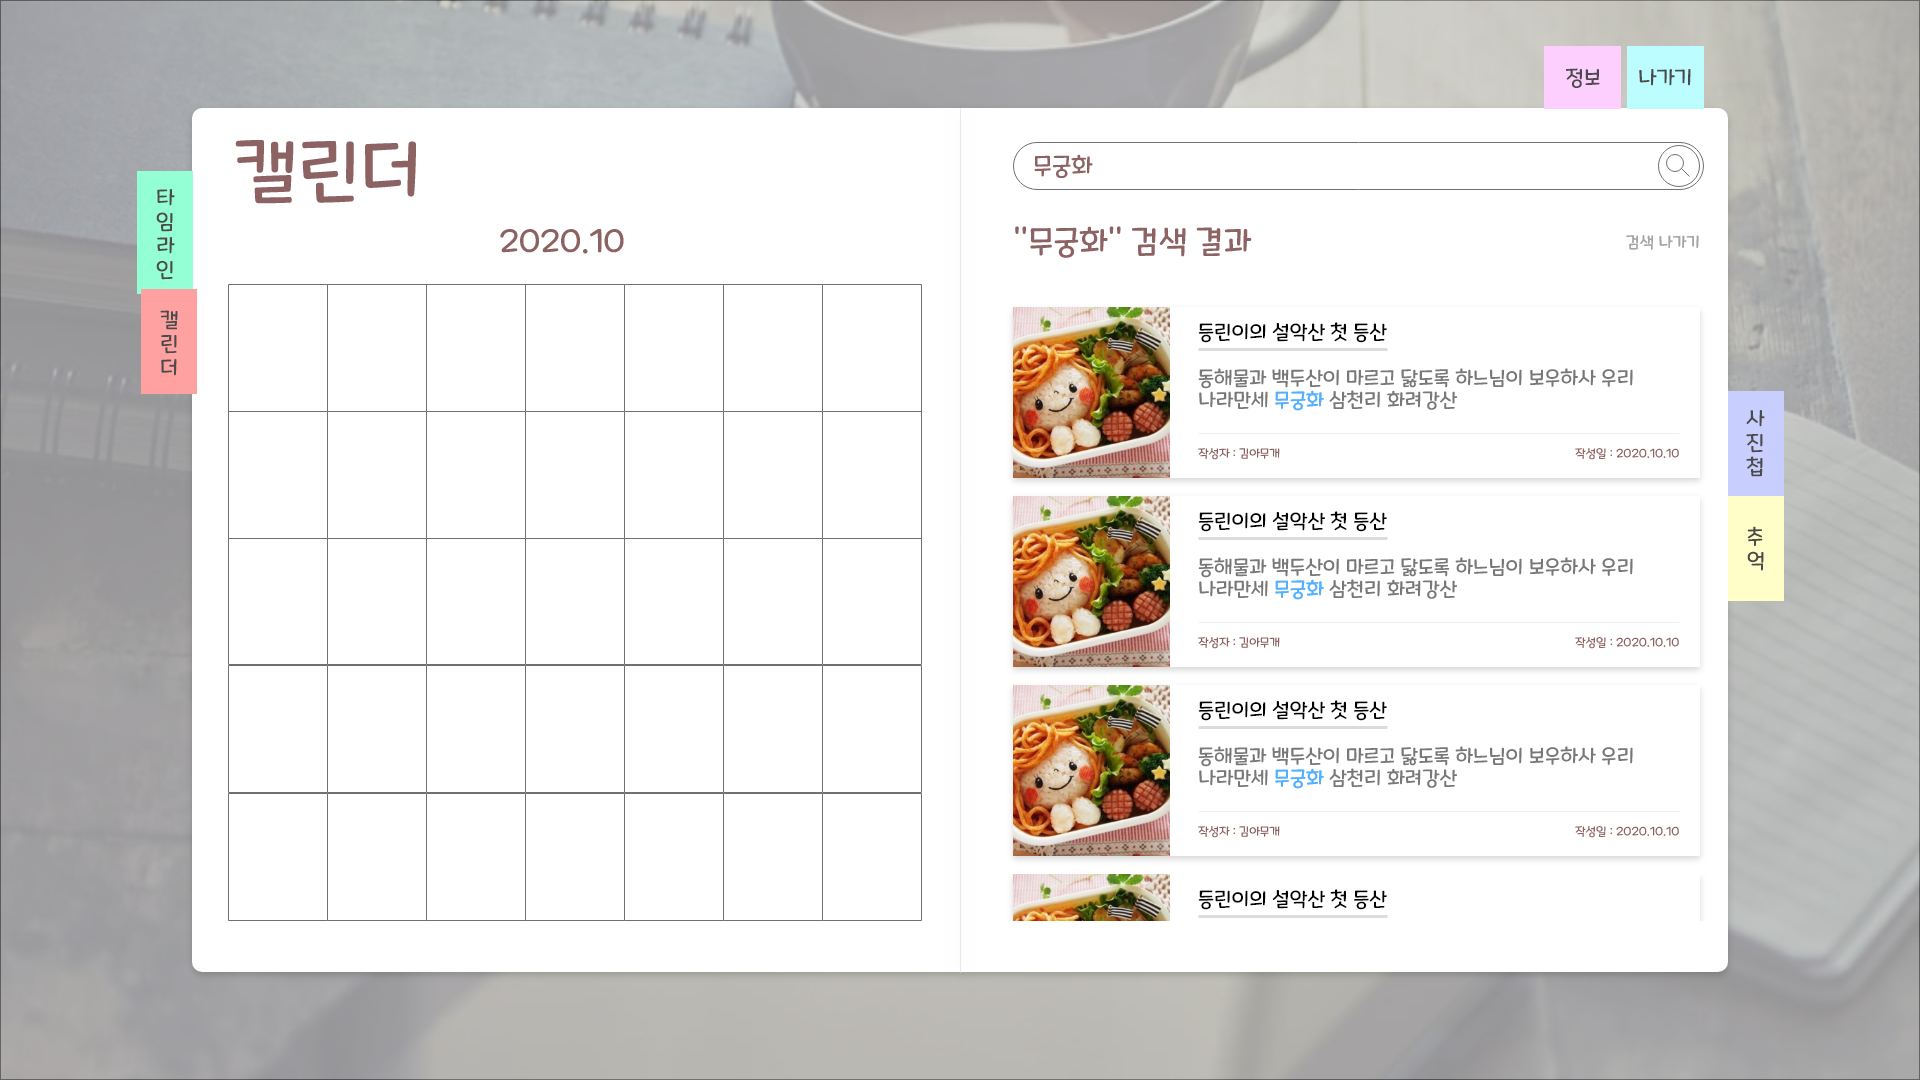 정보
나가기
캘린더
2020.10
타임라인
캘린더
무궁화
"무궁화" 검색 결과
검색 나가기
등린이의 설악산 첫 등산
동해물과 백두산이 마르고 닳도록 하느님이 보우하사 우리
나라만세 무궁화 삼천리 화려강산
작성자 : 김아무개
작성일 : 2020.10.10
등린이의 설악산 첫 등산
동해물과 백두산이 마르고 닳도록 하느님이 보우하사 우리
나라만세 무궁화 삼천리 화려강산
작성자 : 김아무개
작성일 : 2020.10.10
등린이의 설악산 첫 등산
동해물과 백두산이 마르고 닳도록 하느님이 보우하사 우리
나라만세 무궁화 삼천리 화려강산
작성자 : 김아무개
작성일 : 2020.10.10
등린이의 설악산 첫 등산
사진첩
추억